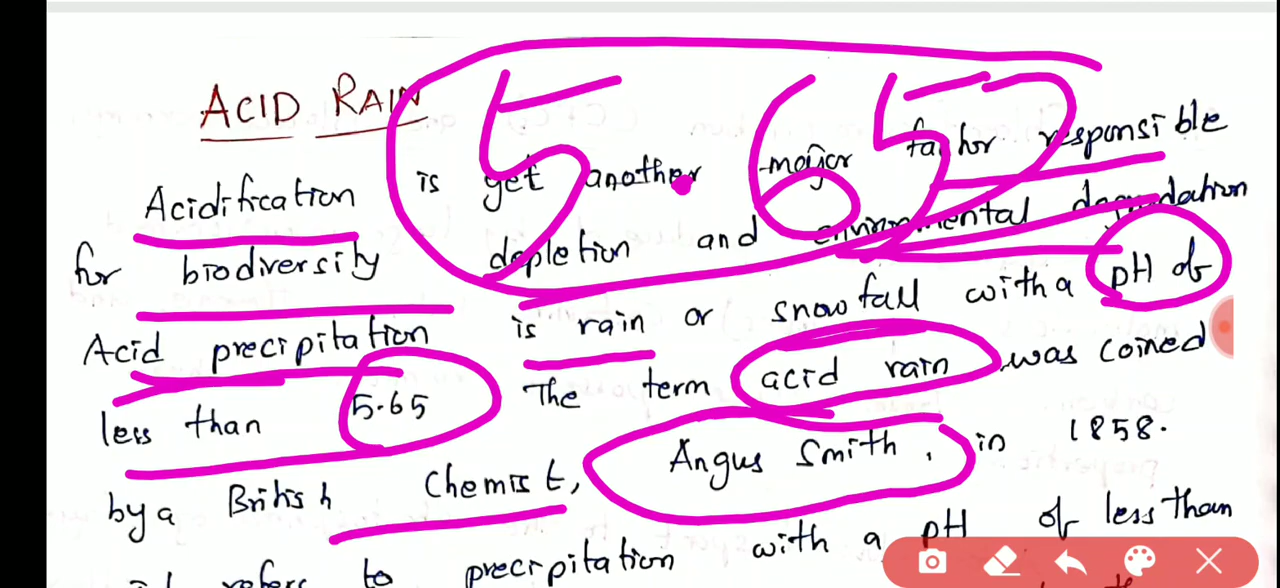 ACID RAIN
5.65
Acidification is yet another major factor responsible
for biodiversity depletion and environmental degradation
Acid precipitation is rain or snowfall with a pH of
less than 5.65 The term acid rain was coined
by a British Chemist, Angus Smith, in 1858.
refers to precipitation with a pH of less than